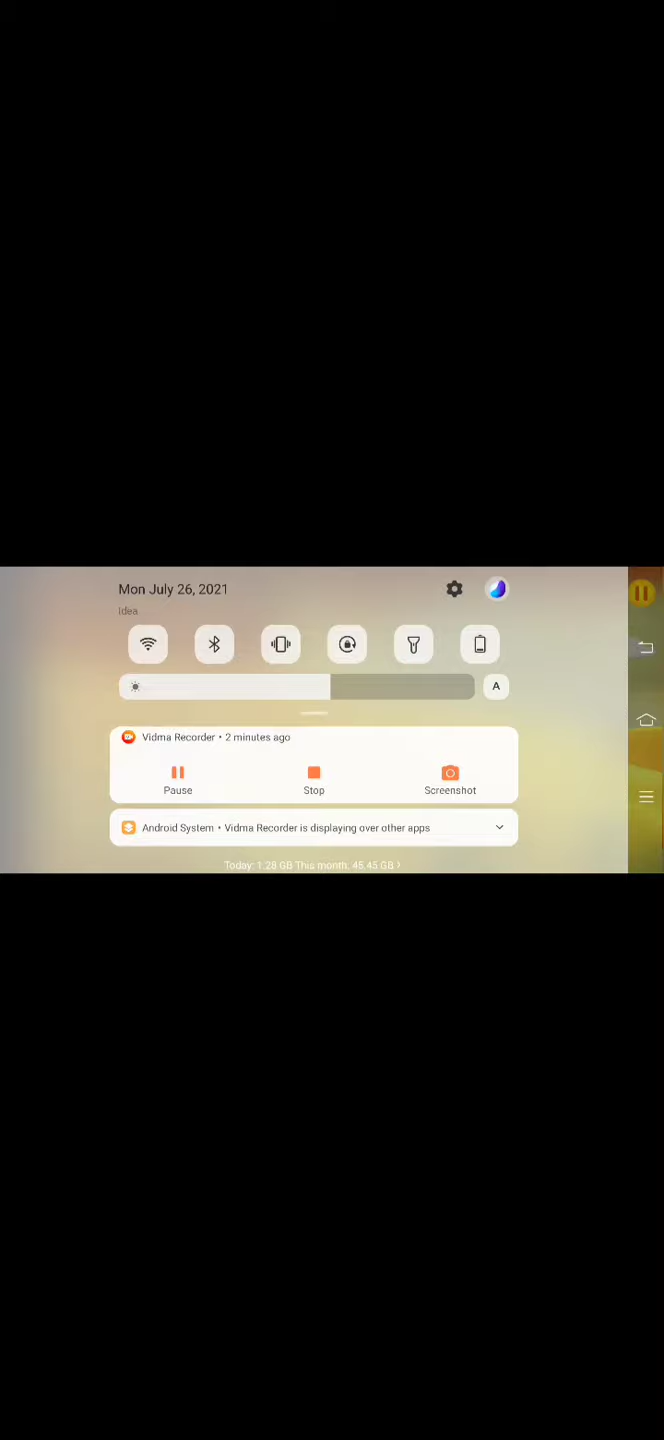 Mon July 26, 2021
Idea
A
Vidma Recorder • 2 minutes ago
Pause
Stop
Screenshot
Android System • Vidma Recorder is displaying over other apps
Today: 1.28 GB This month: 45.45 GB ›